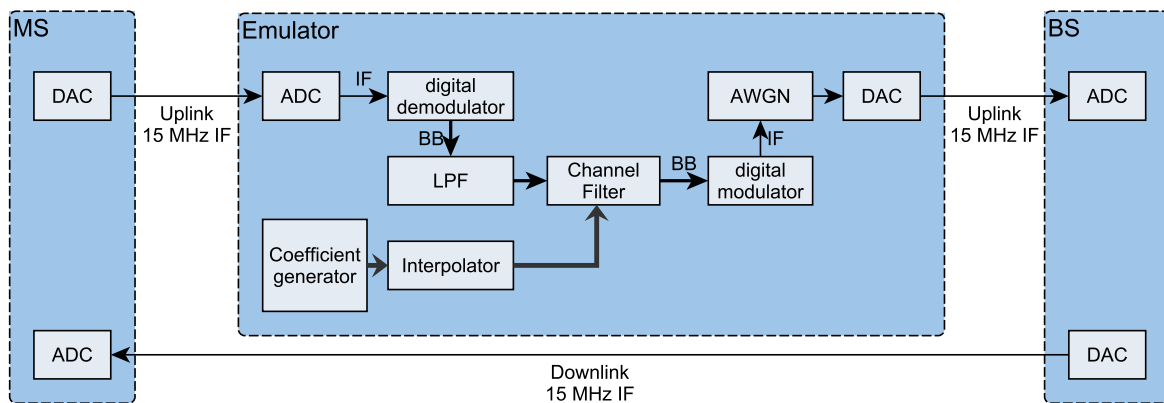 MS
DAC
Uplink
15 MHz IF
Emulator
ADC
IF
digital
demodulator
BB
LPF
Channel
Filter
BB
digital
modulator
IF
AWGN
DAC
Coefficient
generator
Interpolator
Uplink
15 MHz IF
BS
ADC
ADC
Downlink
15 MHz IF
DAC